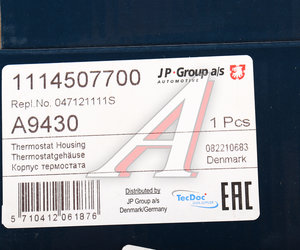 JP Group a/s
AUTOMOTIVE
1114507700
Repl.No. 047121111S
A9430
1 Pcs
Thermostat Housing
Thermostatgehäuse
Корпус термостата
082210683
Denmark
Distributed by
JP Group a/s
Denmark/Germany
TecDoc
EAC
5 710412 061876